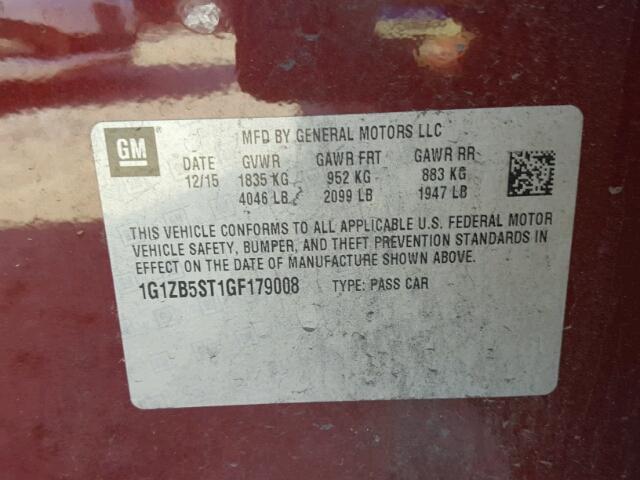 GM
MFD BY GENERAL MOTORS LLC
DATE GVWR GAWR FRT GAWR RR
12/15 1835 KG 952 KG 883 KG
4046 LB 2099 LB 1947 LB
THIS VEHICLE CONFORMS TO ALL APPLICABLE U.S. FEDERAL MOTOR
VEHICLE SAFETY, BUMPER, AND THEFT PREVENTION STANDARDS IN
EFFECT ON THE DATE OF MANUFACTURE SHOWN ABOVE.
1G1ZB5ST1GF179008 TYPE: PASS CAR